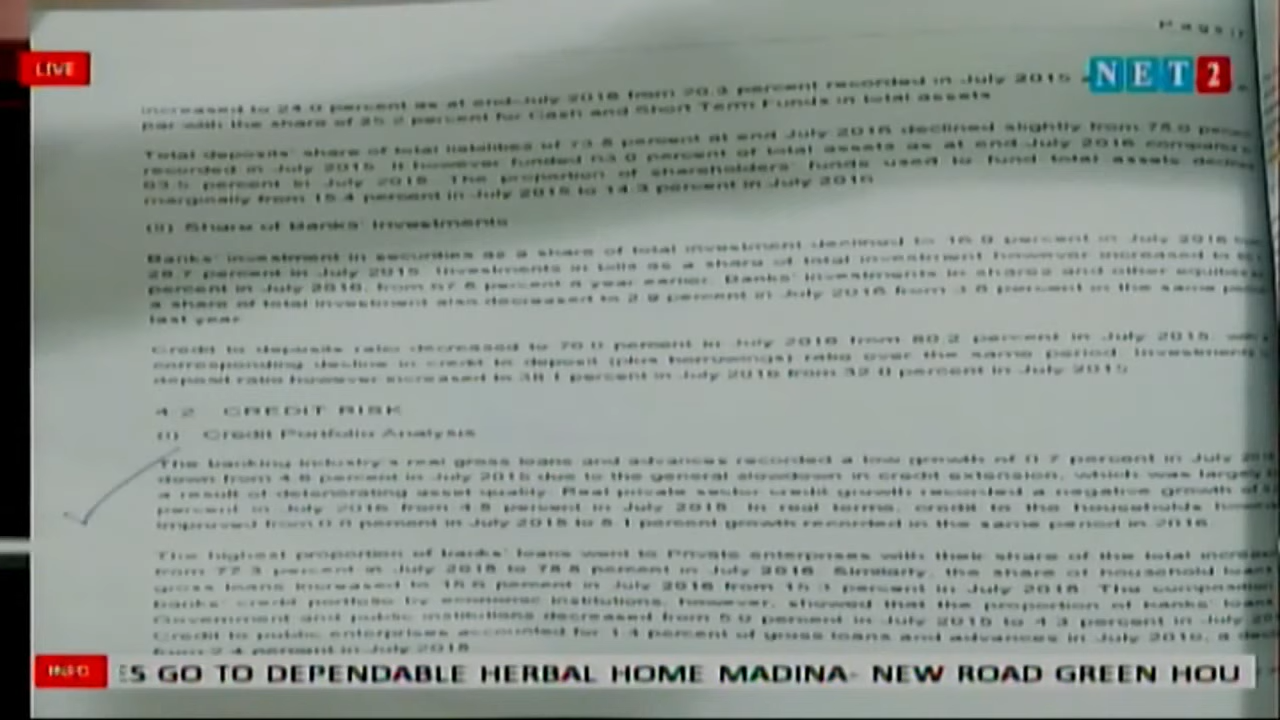 LIVE
NET2
increased to 24.0 percent as at end-July 2016 from 20.3 percent recorded in July 2015
par with the share of 25.2 percent for Cash and Short Term Funds in total assets
Total deposits' share of total liabilities of 73.8 percent at end July 2016 declined slightly from
recorded in July 2015. It however funded 63.0 percent of total assets as at end July 2016
63.5 percent in July 2015. The proportion of shareholders' funds used to fund total assets
marginally from 15.4 percent in July 2015 to 14.3 percent in July 2016
(ii) Share of Banks' Investments
Banks' investment in securities as a share of total investment declined to 16.9 percent in July 2016
28.7 percent in July 2015. Investments in bills as a share of total investment however increased to
percent in July 2016, from 67.6 percent a year earlier. Banks' investments in shares and other
a share of total investment also decreased to 2.9 percent in July 2016 from 3.6 percent in the same
last year
Credit to deposits ratio decreased to 70.0 percent in July 2016 from 80.2 percent in July 2015,
corresponding decline in credit to deposit (plus borrowings) ratio over the same period. Investment
deposit ratio however increased to 38.1 percent in July 2016 from 32.8 percent in July 2015
4.2 CREDIT RISK
(i) Credit Portfolio Analysis
The banking industry's real gross loans and advances recorded a low growth of 0.7 percent in July
down from 4.6 percent in July 2015 due to the general slowdown in credit extension, which was
a result of deteriorating asset quality. Real private sector credit growth recorded a negative growth of
percent in July 2016 from 4.5 percent in July 2015. In real terms, credit to the households
improved from 0.0 percent in July 2015 to 5.1 percent growth recorded in the same period in 2016
The highest proportion of banks' loans went to Private enterprises with their share of the total
from 77.3 percent in July 2015 to 78.8 percent in July 2016. Similarly, the share of household
gross loans increased to 15.6 percent in July 2016 from 15.3 percent in July 2015. The
banks' credit portfolio by economic institutions, however, showed that the proportion of banks'
Government and public institutions decreased from 5.0 percent in July 2015 to 4.3 percent in July
Credit to public enterprises accounted for 1.4 percent of gross loans and advances in July 2016, a
from 2.4 percent in July 2015
INFO
S GO TO DEPENDABLE HERBAL HOME MADINA- NEW ROAD GREEN HOU